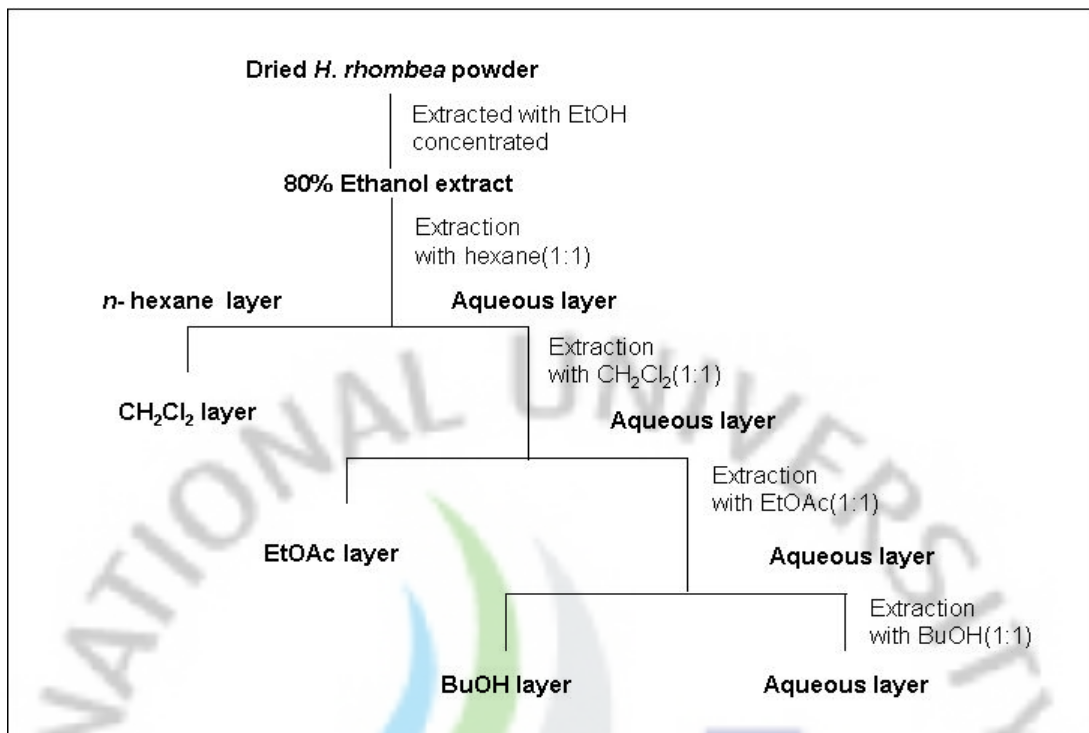 Dried H. rhombea powder
Extracted with EtOH
concentrated
80% Ethanol extract
Extraction
with hexane(1:1)
n- hexane layer
Aqueous layer
Extraction
with CH₂Cl₂(1:1)
CH₂Cl₂ layer
Aqueous layer
Extraction
with EtOAc(1:1)
EtOAc layer
Aqueous layer
Extraction
with BuOH(1:1)
BuOH layer
Aqueous layer
NATIONAL UNIVERSITY